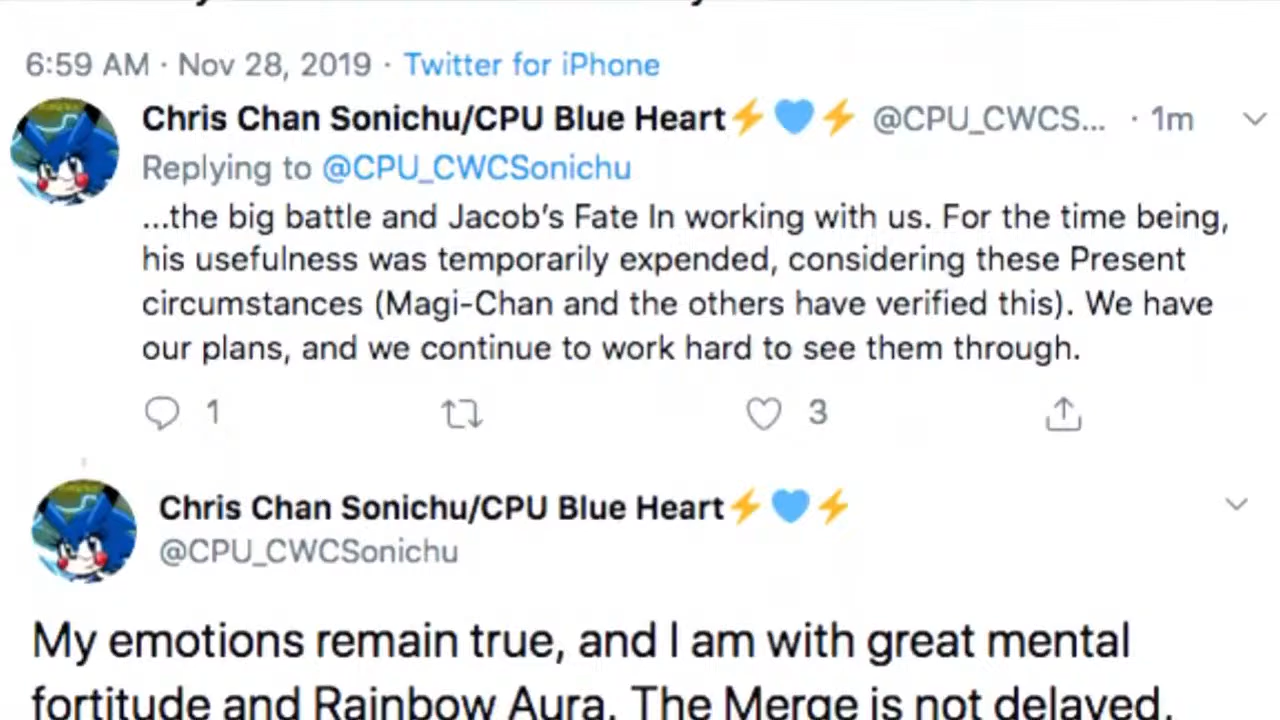 6:59 AM · Nov 28, 2019 · Twitter for iPhone
Chris Chan Sonichu/CPU Blue Heart⚡💙⚡ @CPU_CWCS... · 1m
Replying to @CPU_CWCSonichu
...the big battle and Jacob's Fate In working with us. For the time being,
his usefulness was temporarily expended, considering these Present
circumstances (Magi-Chan and the others have verified this). We have
our plans, and we continue to work hard to see them through.
1 3
Chris Chan Sonichu/CPU Blue Heart⚡💙⚡
@CPU_CWCSonichu
My emotions remain true, and I am with great mental
fortitude and Rainbow Aura. The Merge is not delayed,